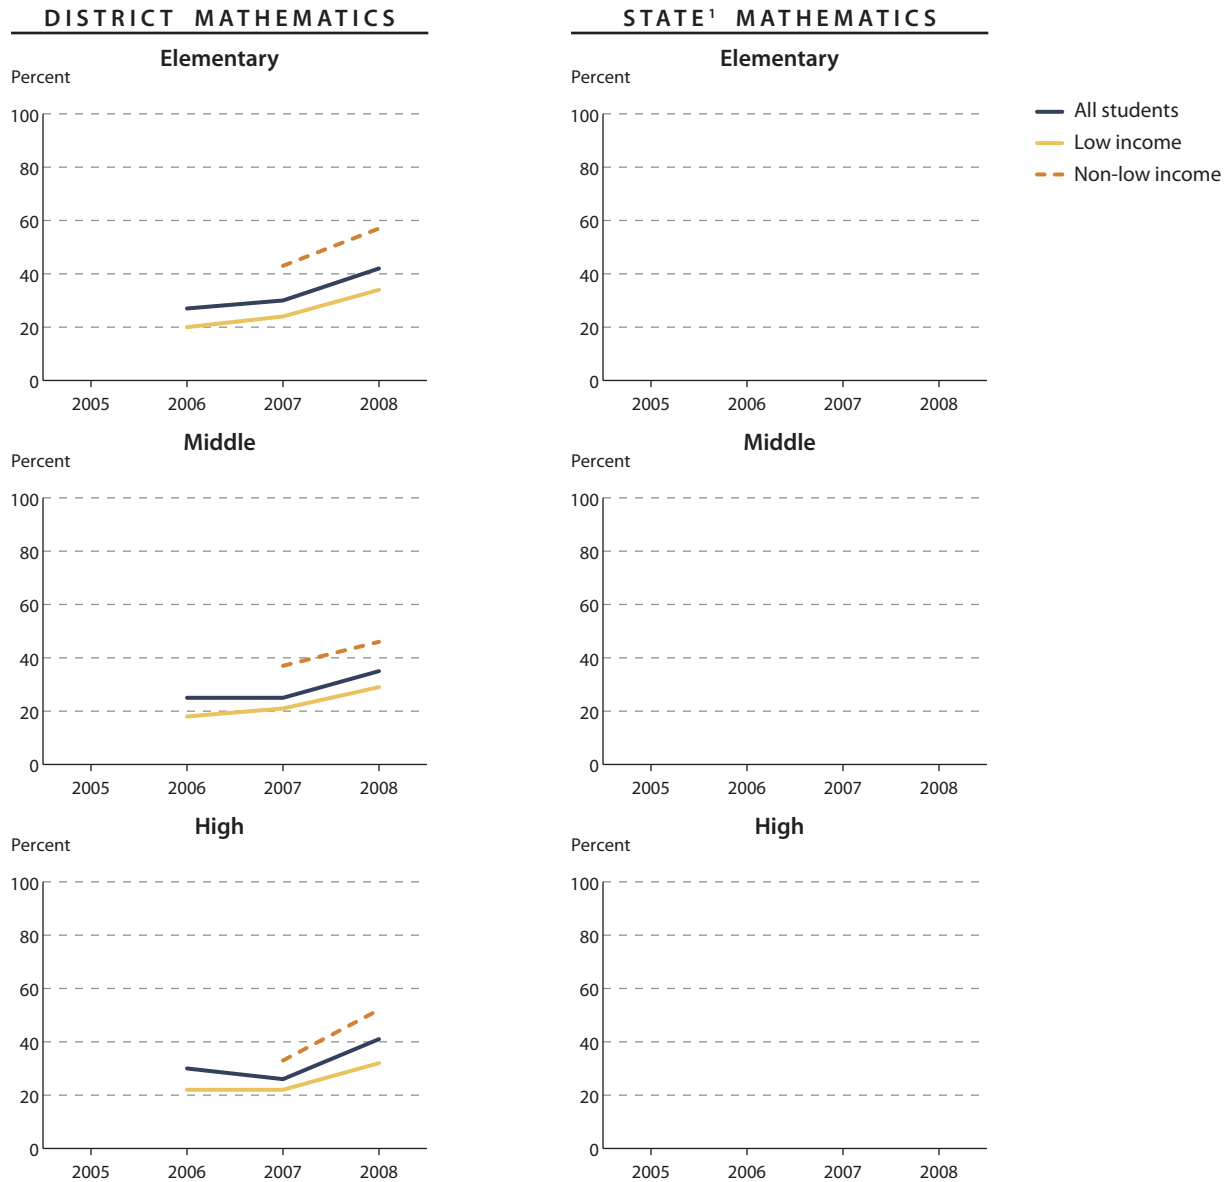 DISTRICT MATHEMATICS
Elementary
Percent
100
80
60
40
20
0
2005 2006 2007 2008
Middle
Percent
100
80
60
40
20
0
2005 2006 2007 2008
High
Percent
100
80
60
40
20
0
2005 2006 2007 2008
STATE¹ MATHEMATICS
Elementary
Percent
100
80
60
40
20
0
2005 2006 2007 2008
Middle
Percent
100
80
60
40
20
0
2005 2006 2007 2008
High
Percent
100
80
60
40
20
0
2005 2006 2007 2008
All students
Low income
Non-low income